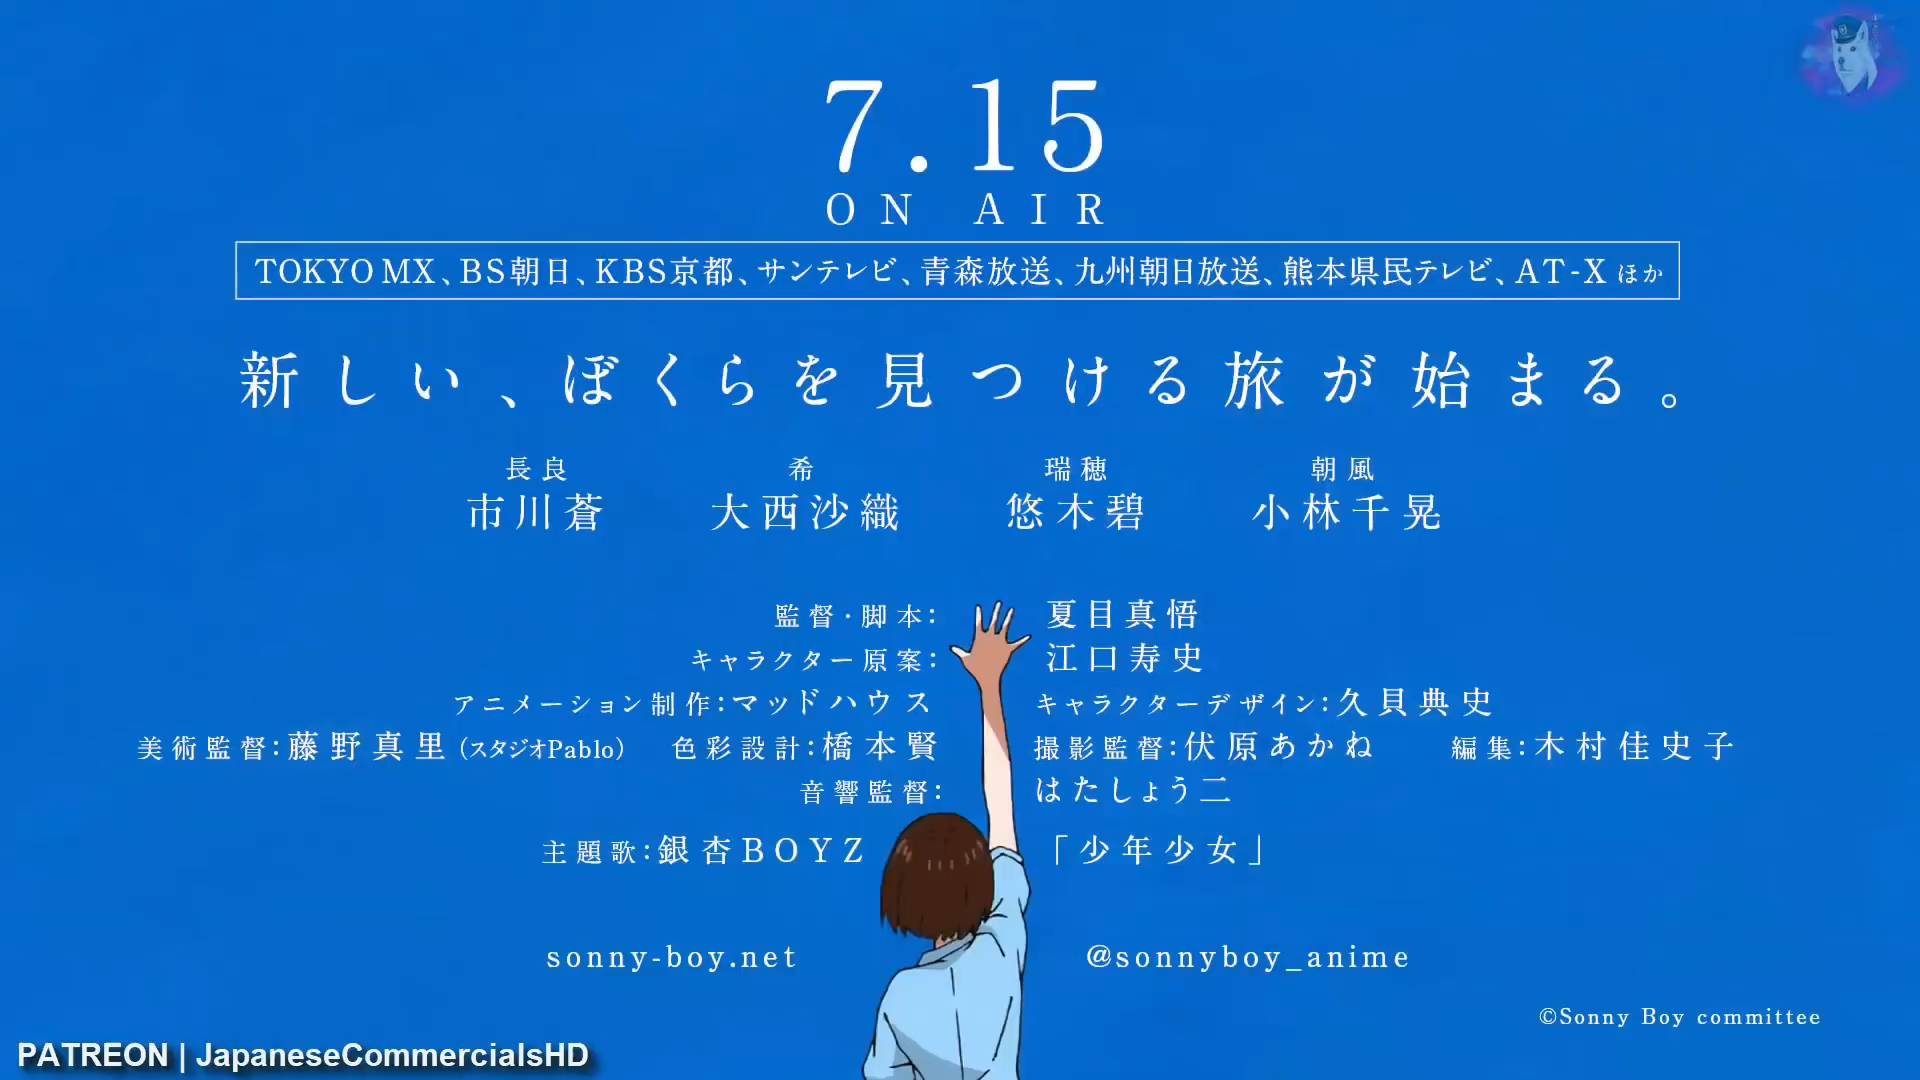 7.15
ON AIR
TOKYO MX、BS朝日、KBS京都、サンテレビ、青森放送、九州朝日放送、熊本県民テレビ、AT-X ほか
新しい、ぼくらを見つける旅が始まる。
長良 希 瑞穂 朝風
市川蒼 大西沙織 悠木碧 小林千晃
監督・脚本: 夏目真悟
キャラクター原案: 江口寿史
アニメーション制作:マッドハウス キャラクターデザイン:久貝典史
美術監督:藤野真里(スタジオPablo) 色彩設計:橋本賢 撮影監督:伏原あかね 編集:木村佳史子
音響監督: はたしょう二
主題歌:銀杏BOYZ 「少年少女」
sonny-boy.net @sonnyboy_anime
©Sonny Boy committee
PATREON | JapaneseCommercialsHD